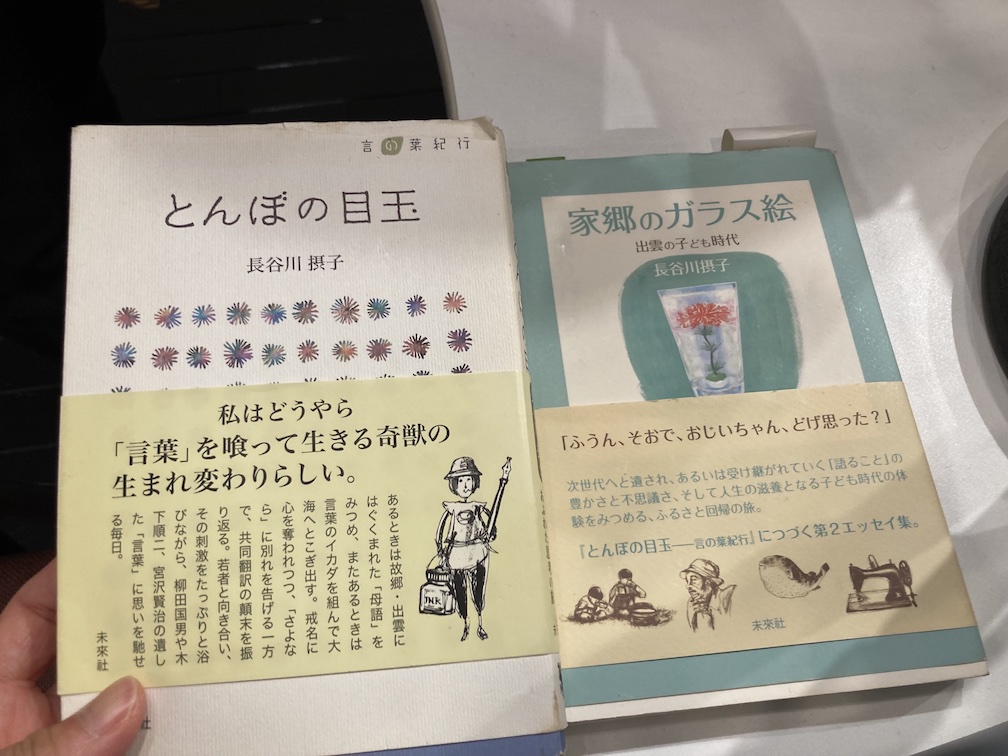 言の葉紀行
とんぼの目玉
長谷川 摂子
私はどうやら
「言葉」を喰って生きる奇獣の
生まれ変わりらしい。
あるときは故郷・出雲に
はぐくまれた「母語」を
みつめ、またあるときは
言葉のイカダを組んで大
海へとこぎ出す。戒名に
心を奪われつつ、「さよな
ら」に別れを告げる一方
で、共同翻訳の顛末を振
り返る。若者と向き合い、
その刺激をたっぷりと浴
びながら、柳田国男や木
下順二、宮沢賢治の遺し
た「言葉」に思いを馳せ
る毎日。
未來社
INK
社
家郷のガラス絵
出雲の子ども時代
長谷川摂子
「ふうん、そおで、おじいちゃん、どげ思った?」
次世代へと遺され、あるいは受け継がれていく「語ること」の
豊かさと不思議さ、そして人生の滋養となる子ども時代の体
験をみつめる、ふるさと回帰の旅。
『とんぼの目玉──言の葉紀行』につづく第2エッセイ集。
未來社